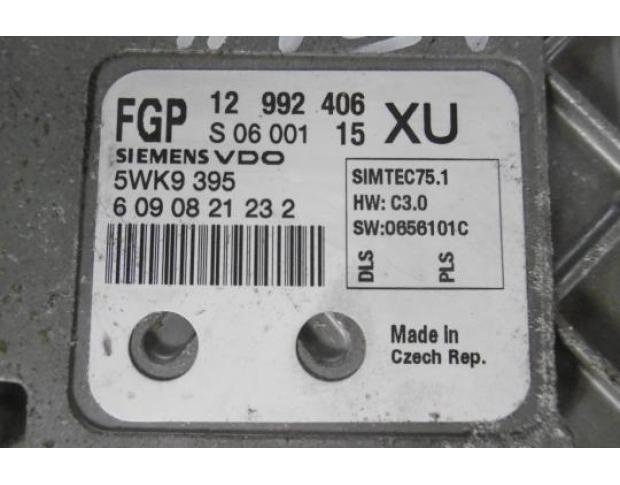 FGP 12 992 406 XU
S 06 001 15
SIEMENS VDO
5WK9 395
6 09 08 21 23 2
SIMTEC75.1
HW: C3.0
SW:0656101C
DLS PLS
Made in
Czech Rep.